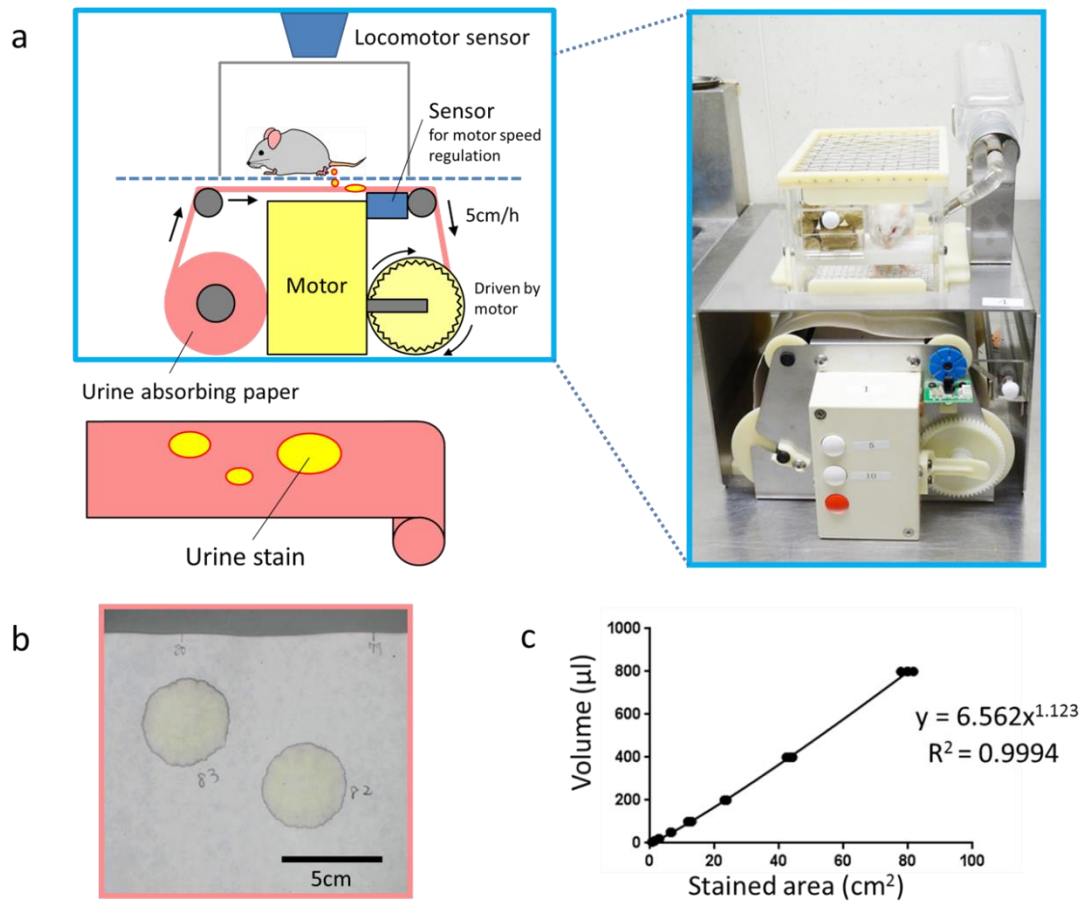 a
Locomotor sensor
Sensor
for motor speed
regulation
5cm/h
Motor
Driven by
motor
Urine absorbing paper
Urine stain
1
5
10
b
80
79
83
82
5cm
c
1000
800
600
400
200
0
Volume (µl)
0 20 40 60 80 100
Stained area (cm²)
y = 6.562x¹·¹²³
R² = 0.9994